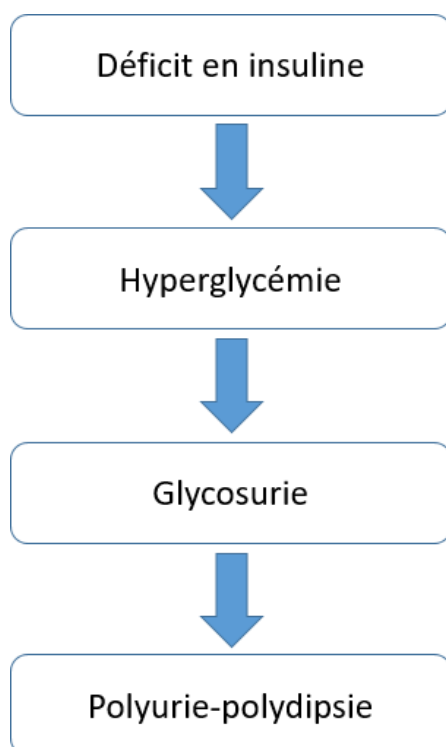 Déficit en insuline
Hyperglycémie
Glycosurie
Polyurie-polydipsie